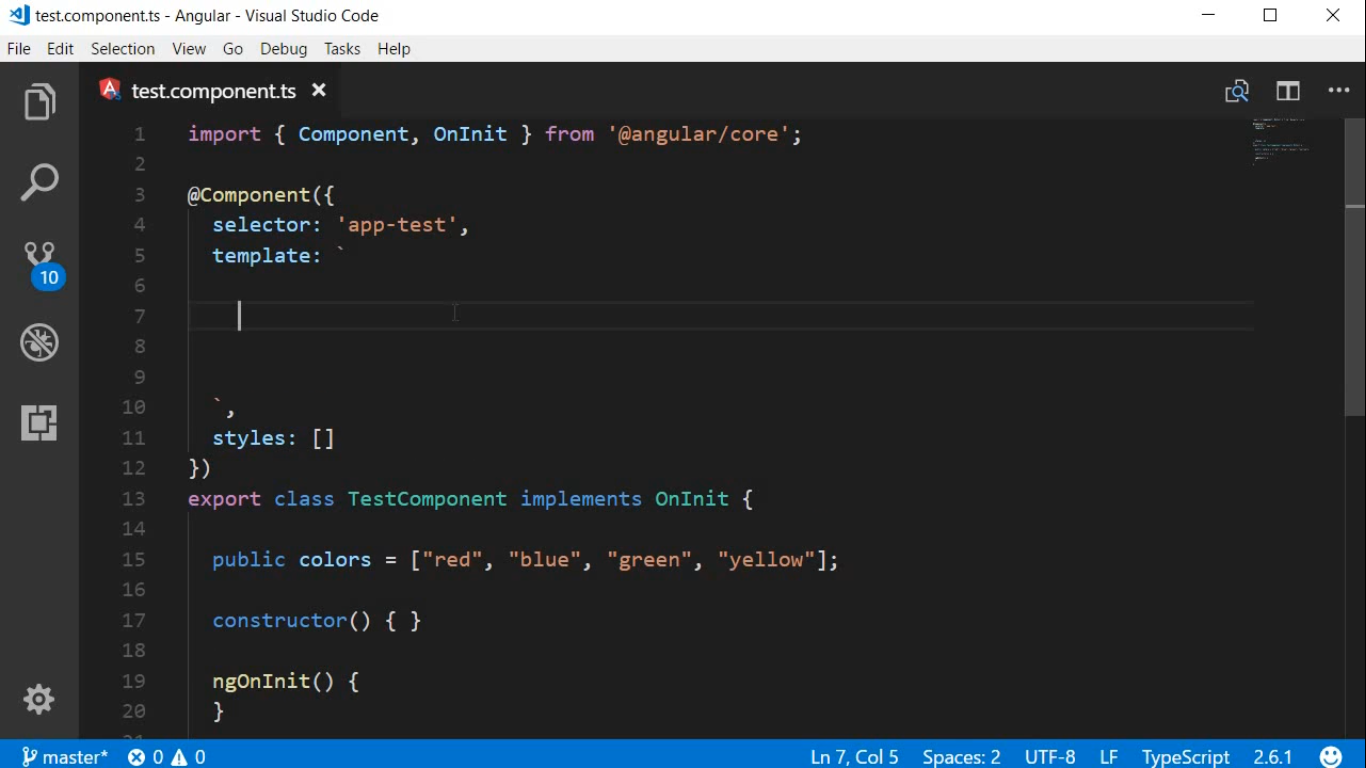 test.component.ts - Angular - Visual Studio Code
File Edit Selection View Go Debug Tasks Help
test.component.ts
1 import { Component, OnInit } from '@angular/core';
2
3 @Component({
4 selector: 'app-test',
5 template: `
6
7
8
9
10 `,
11 styles: []
12 })
13 export class TestComponent implements OnInit {
14
15 public colors = ["red", "blue", "green", "yellow"];
16
17 constructor() { }
18
19 ngOnInit() {
20 }
10
master* 0 0 Ln 7, Col 5 Spaces: 2 UTF-8 LF TypeScript 2.6.1